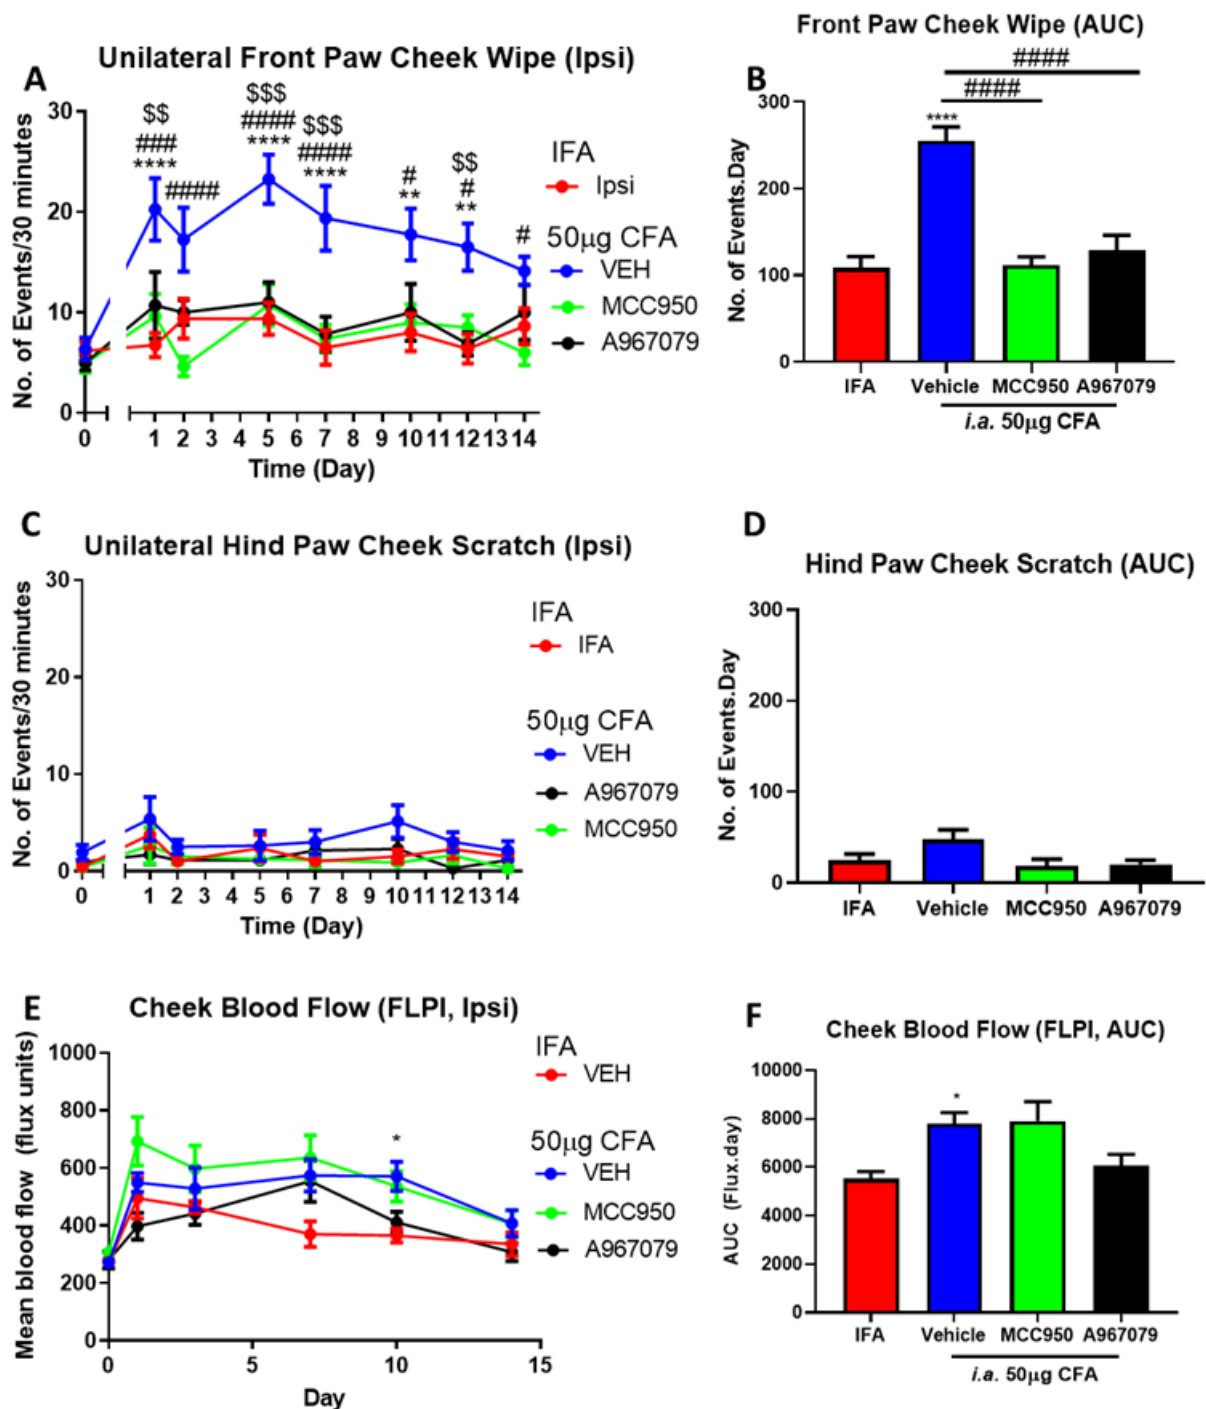 A
Unilateral Front Paw Cheek Wipe (Ipsi)
No. of Events/30 minutes
30
20
10
0
$$
###
****
####
$$$
####
****
$$$
####
****
#
**
$$
#
**
#
0 1 2 3 4 5 6 7 8 9 10 11 12 13 14
Time (Day)
IFA
Ipsi
50µg CFA
VEH
MCC950
A967079
B
Front Paw Cheek Wipe (AUC)
####
####
****
No. of Events.Day
300
200
100
0
IFA Vehicle MCC950 A967079
i.a. 50µg CFA
C
Unilateral Hind Paw Cheek Scratch (Ipsi)
No. of Events/30 minutes
30
20
10
0
0 1 2 3 4 5 6 7 8 9 10 11 12 13 14
Time (Day)
IFA
IFA
50µg CFA
VEH
A967079
MCC950
D
Hind Paw Cheek Scratch (AUC)
No. of Events.Day
300
200
100
0
IFA Vehicle MCC950 A967079
E
Cheek Blood Flow (FLPI, Ipsi)
Mean blood flow (flux units)
1000
800
600
400
200
0
*
0 5 10 15
Day
IFA
VEH
50µg CFA
VEH
MCC950
A967079
F
Cheek Blood Flow (FLPI, AUC)
AUC (Flux.day)
10000
8000
6000
4000
2000
0
*
IFA Vehicle MCC950 A967079
i.a. 50µg CFA